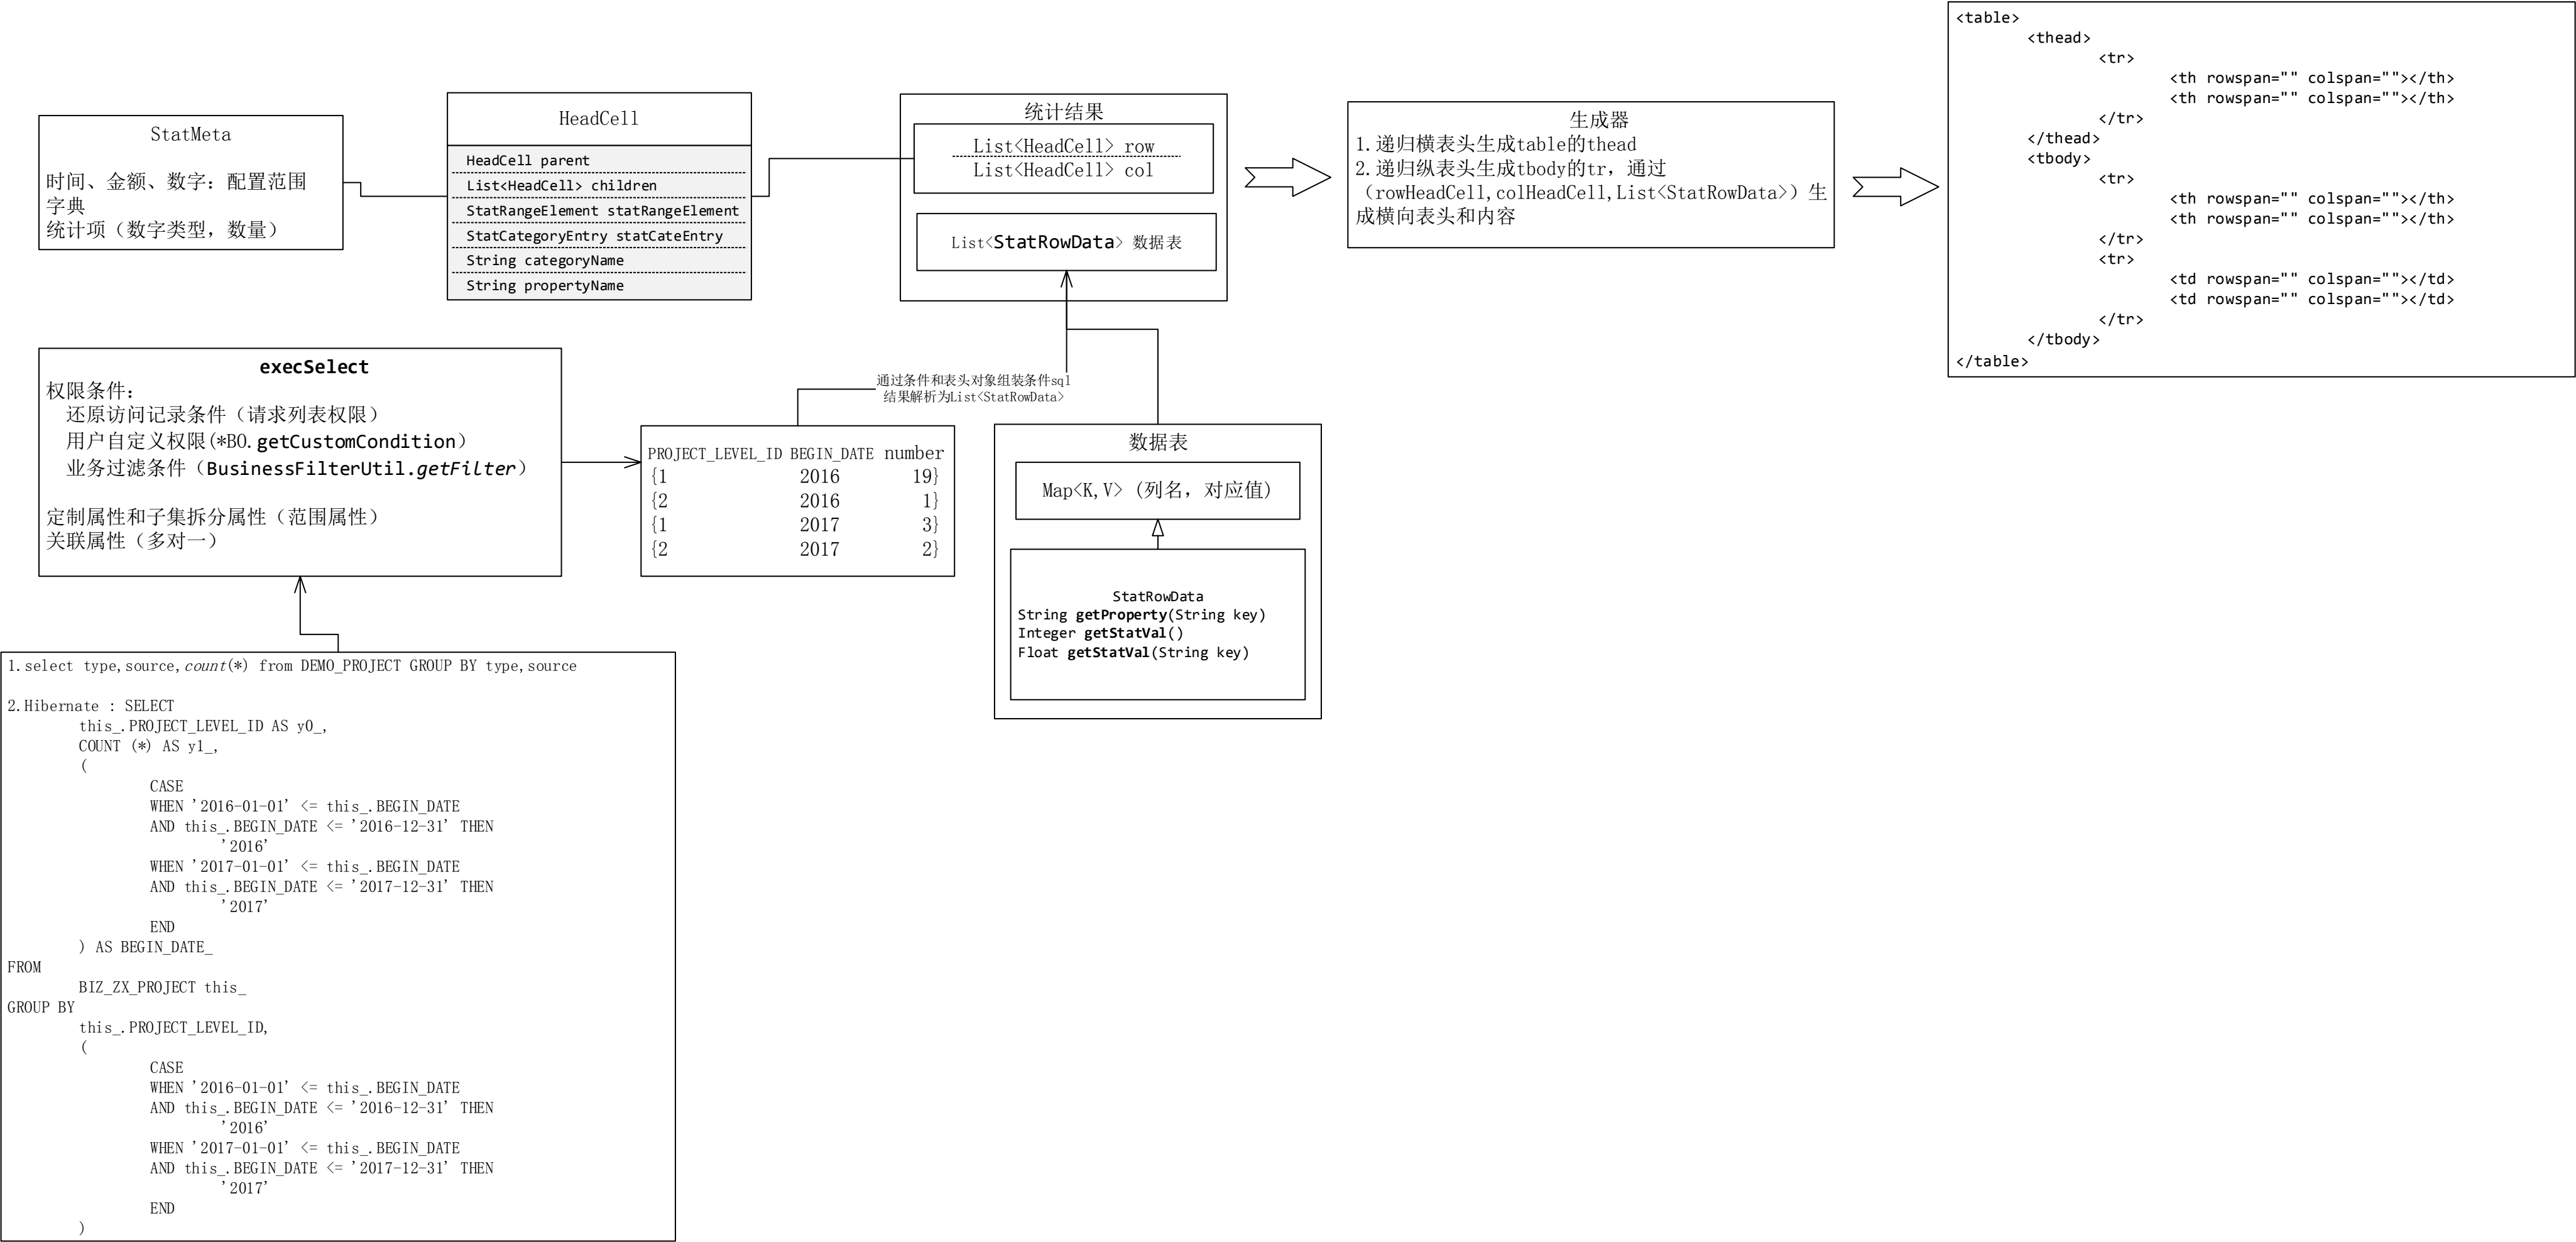 StatMeta
时间、金额、数字：配置范围
字典
统计项（数字类型，数量）
HeadCell
HeadCell parent
List<HeadCell> children
StatRangeElement statRangeElement
StatCategoryEntry statCateEntry
String categoryName
String propertyName
统计结果
List<HeadCell> row
List<HeadCell> col
List<StatRowData> 数据表
生成器
1.递归横表头生成table的thead
2.递归纵表头生成tbody的tr，通过
（rowHeadCell,colHeadCell,List<StatRowData>）生
成横向表头和内容
<table>
<thead>
<tr>
<th rowspan="" colspan=""></th>
<th rowspan="" colspan=""></th>
</tr>
</thead>
<tbody>
<tr>
<th rowspan="" colspan=""></th>
<th rowspan="" colspan=""></th>
</tr>
<tr>
<td rowspan="" colspan=""></td>
<td rowspan="" colspan=""></td>
</tr>
</tbody>
</table>
execSelect
权限条件：
还原访问记录条件（请求列表权限）
用户自定义权限(*BO.getCustomCondition）
业务过滤条件（BusinessFilterUtil.getFilter）
定制属性和子集拆分属性（范围属性）
关联属性（多对一）
通过条件和表头对象组装条件sql
结果解析为List<StatRowData>
PROJECT_LEVEL_ID BEGIN_DATE number
{1 2016 19}
{2 2016 1}
{1 2017 3}
{2 2017 2}
数据表
Map<K,V> (列名，对应值)
StatRowData
String getProperty(String key)
Integer getStatVal()
Float getStatVal(String key)
1.select type,source,count(*) from DEMO_PROJECT GROUP BY type,source
2.Hibernate : SELECT
this_.PROJECT_LEVEL_ID AS y0_,
COUNT (*) AS y1_,
(
CASE
WHEN '2016-01-01' <= this_.BEGIN_DATE
AND this_.BEGIN_DATE <= '2016-12-31' THEN
'2016'
WHEN '2017-01-01' <= this_.BEGIN_DATE
AND this_.BEGIN_DATE <= '2017-12-31' THEN
'2017'
END
) AS BEGIN_DATE_
FROM
BIZ_ZX_PROJECT this_
GROUP BY
this_.PROJECT_LEVEL_ID,
(
CASE
WHEN '2016-01-01' <= this_.BEGIN_DATE
AND this_.BEGIN_DATE <= '2016-12-31' THEN
'2016'
WHEN '2017-01-01' <= this_.BEGIN_DATE
AND this_.BEGIN_DATE <= '2017-12-31' THEN
'2017'
END
)